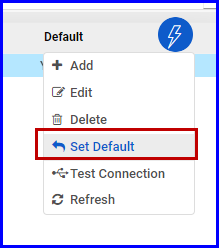 Default
Add
Edit
Delete
Set Default
Test Connection
Refresh